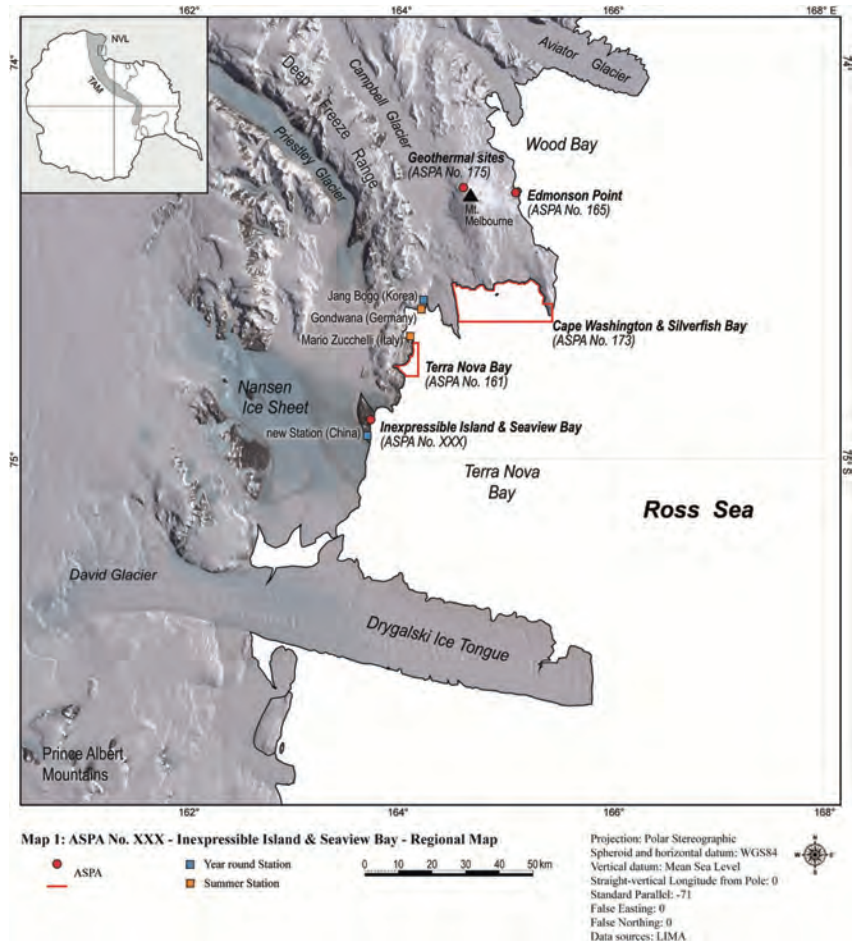 162°
164°
166°
168° E
NVL
TAM
74°
74°
Aviator Glacier
Campbell Glacier
Deep Freeze Range
Priestley Glacier
Wood Bay
Geothermal sites
(ASPA No. 175)
Mt.
Melbourne
Edmonson Point
(ASPA No. 165)
Jang Bogo (Korea)
Gondwana (Germany)
Mario Zucchelli (Italy)
Cape Washington & Silverfish Bay
(ASPA No. 173)
Terra Nova Bay
(ASPA No. 161)
Nansen
Ice Sheet
new Station (China)
Inexpressible Island & Seaview Bay
(ASPA No. XXX)
75°
75° S
Terra Nova
Bay
Ross Sea
David Glacier
Drygalski Ice Tongue
Prince Albert
Mountains
162°
164°
166°
168°
Map 1: ASPA No. XXX - Inexpressible Island & Seaview Bay - Regional Map
ASPA
Year round Station
Summer Station
0 10 20 30 40 50 km
Projection: Polar Stereographic
Spheroid and horizontal datum: WGS84
Vertical datum: Mean Sea Level
Straight-vertical Longitude from Pole: 0
Standard Parallel: -71
False Easting: 0
False Northing: 0
Data sources: LIMA
N
W
E
S